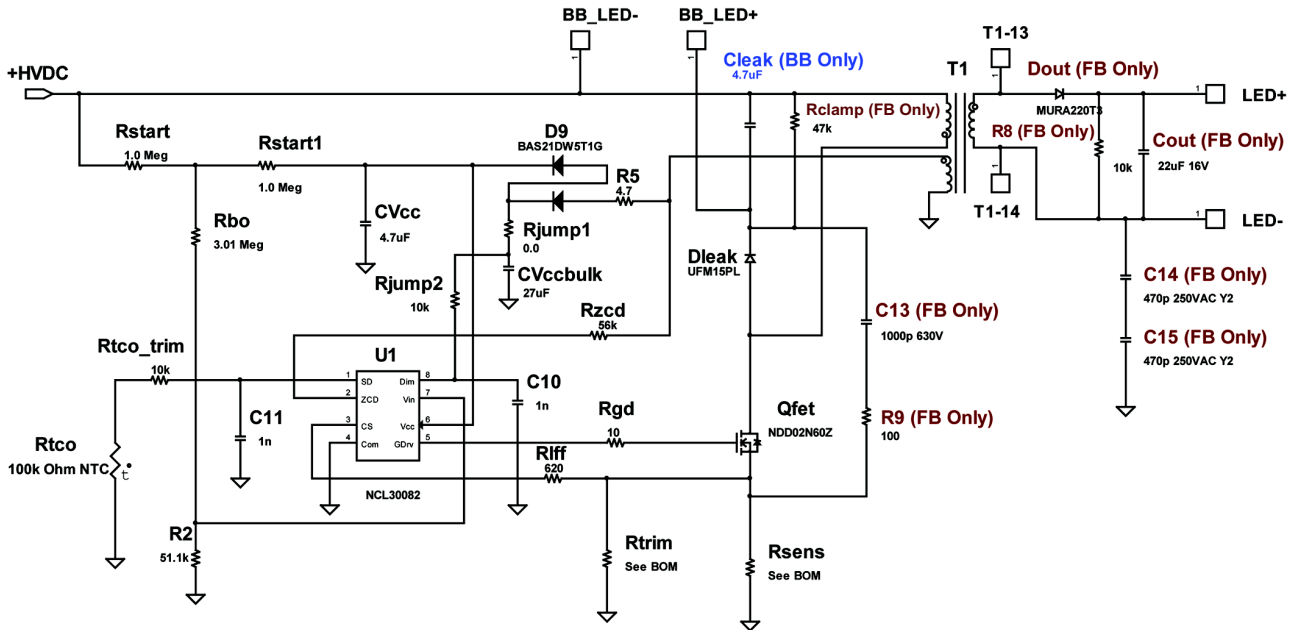 BB_LED-
BB_LED+
1
1
T1-13
1
+HVDC
Cleak (BB Only)
4.7uF
T1
Dout (FB Only)
MURA220T3
1
LED+
Rstart
1.0 Meg
Rstart1
1.0 Meg
D9
BAS21DW5T1G
Rclamp (FB Only)
47k
R8 (FB Only)
10k
Cout (FB Only)
22uF 16V
R5
4.7
1
T1-14
1
LED-
Rbo
3.01 Meg
CVcc
4.7uF
Rjump1
0.0
Dleak
UFM15PL
Rjump2
10k
CVccbulk
27uF
C14 (FB Only)
470p 250VAC Y2
Rzcd
56k
C13 (FB Only)
1000p 630V
C15 (FB Only)
470p 250VAC Y2
Rtco_trim
10k
U1
1 SD Dim 8
2 ZCD Vin 7
3 CS Vcc 6
4 Com GDrv 5
NCL30082
C10
1n
C11
1n
Rgd
10
Qfet
NDD02N60Z
R9 (FB Only)
100
Rtco
100k Ohm NTC
t
Rlff
620
R2
51.1k
Rtrim
See BOM
Rsens
See BOM